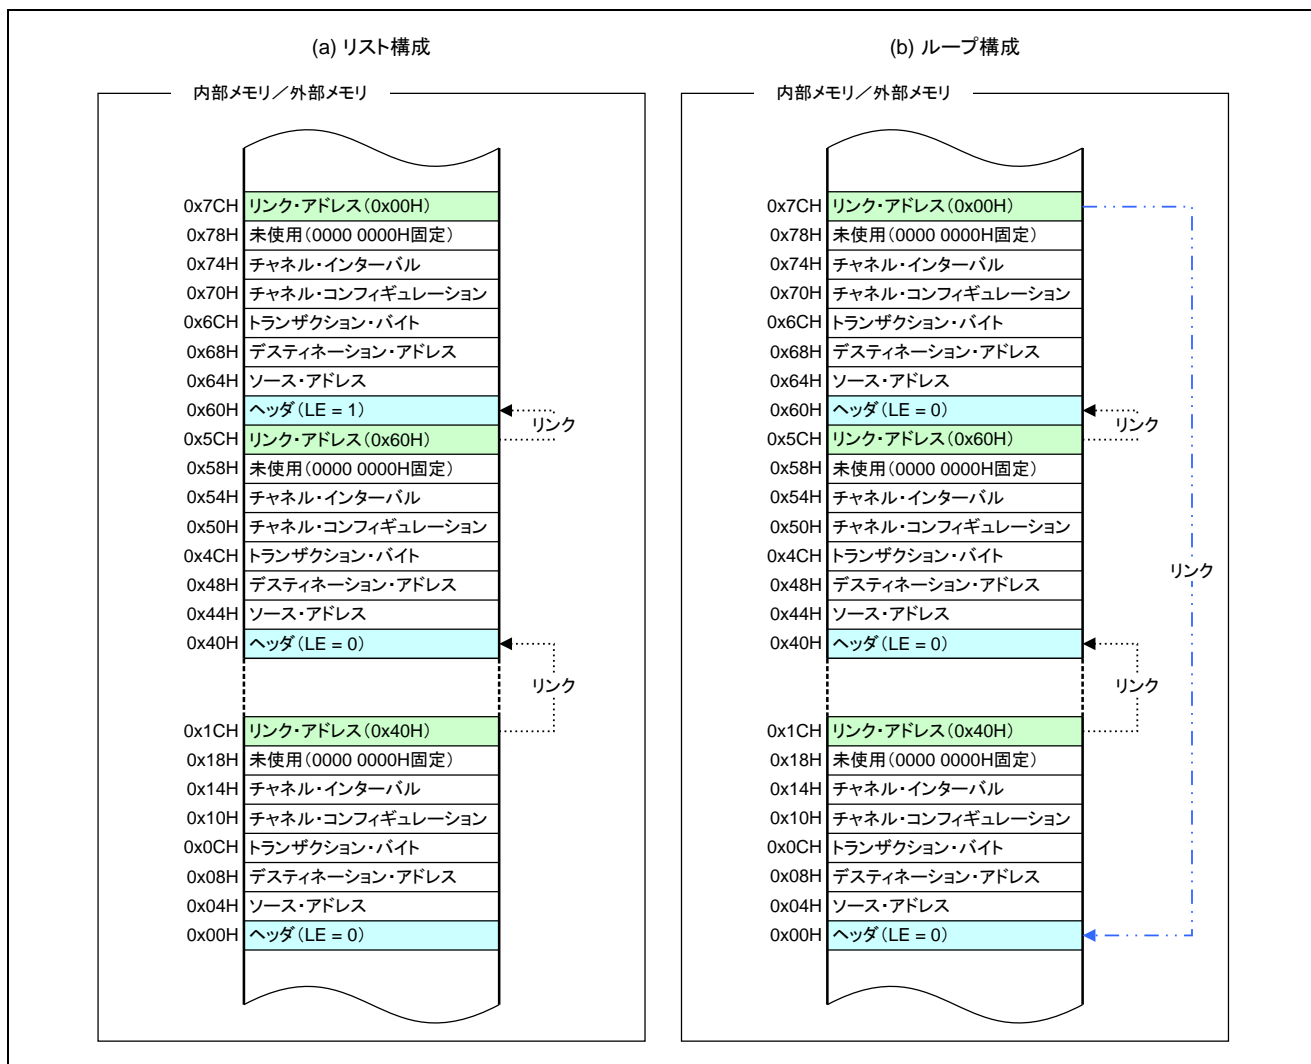 (a) リスト構成
内部メモリ／外部メモリ
0x7CH リンク・アドレス（0x00H）
0x78H 未使用（0000 0000H固定）
0x74H チャネル・インターバル
0x70H チャネル・コンフィギュレーション
0x6CH トランザクション・バイト
0x68H デスティネーション・アドレス
0x64H ソース・アドレス
0x60H ヘッダ（LE = 1）
リンク
0x5CH リンク・アドレス（0x60H）
0x58H 未使用（0000 0000H固定）
0x54H チャネル・インターバル
0x50H チャネル・コンフィギュレーション
0x4CH トランザクション・バイト
0x48H デスティネーション・アドレス
0x44H ソース・アドレス
0x40H ヘッダ（LE = 0）
リンク
0x1CH リンク・アドレス（0x40H）
0x18H 未使用（0000 0000H固定）
0x14H チャネル・インターバル
0x10H チャネル・コンフィギュレーション
0x0CH トランザクション・バイト
0x08H デスティネーション・アドレス
0x04H ソース・アドレス
0x00H ヘッダ（LE = 0）
(b) ループ構成
内部メモリ／外部メモリ
0x7CH リンク・アドレス（0x00H）
0x78H 未使用（0000 0000H固定）
0x74H チャネル・インターバル
0x70H チャネル・コンフィギュレーション
0x6CH トランザクション・バイト
0x68H デスティネーション・アドレス
0x64H ソース・アドレス
0x60H ヘッダ（LE = 0）
リンク
0x5CH リンク・アドレス（0x60H）
0x58H 未使用（0000 0000H固定）
0x54H チャネル・インターバル
0x50H チャネル・コンフィギュレーション
0x4CH トランザクション・バイト
リンク
0x48H デスティネーション・アドレス
0x44H ソース・アドレス
0x40H ヘッダ（LE = 0）
リンク
0x1CH リンク・アドレス（0x40H）
0x18H 未使用（0000 0000H固定）
0x14H チャネル・インターバル
0x10H チャネル・コンフィギュレーション
0x0CH トランザクション・バイト
0x08H デスティネーション・アドレス
0x04H ソース・アドレス
0x00H ヘッダ（LE = 0）